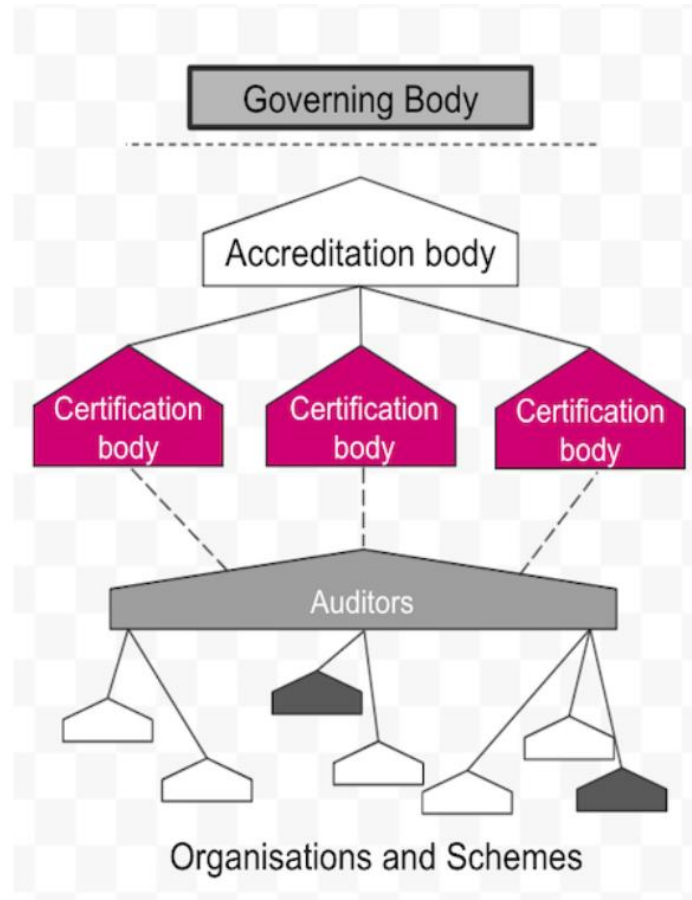 Governing Body
Accreditation body
Certification
body
Certification
body
Certification
body
Auditors
Organisations and Schemes